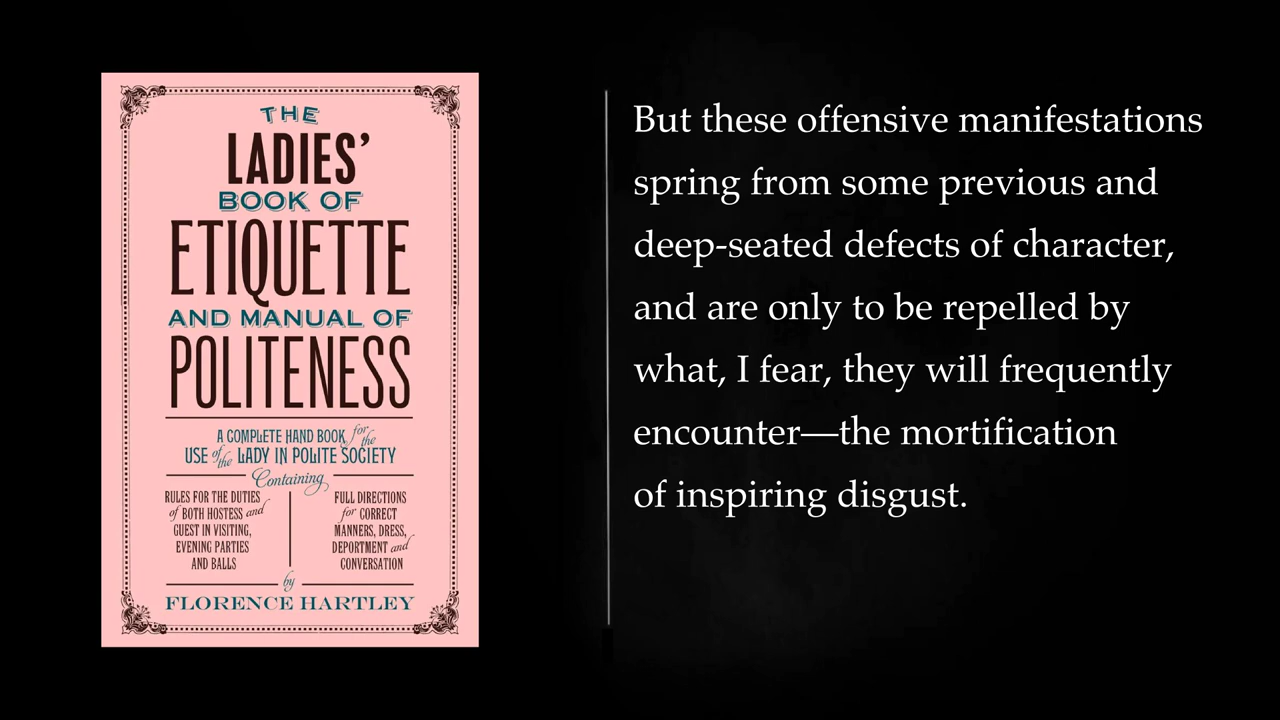 THE
LADIES'
BOOK OF
ETIQUETTE
AND MANUAL OF
POLITENESS
A COMPLETE HAND BOOK for the
USE of the LADY IN POLITE SOCIETY
Containing
RULES FOR THE DUTIES
of BOTH HOSTESS and
GUEST IN VISITING,
EVENING PARTIES
AND BALLS
FULL DIRECTIONS
for CORRECT
MANNERS, DRESS,
DEPORTMENT and
CONVERSATION
by
FLORENCE HARTLEY
But these offensive manifestations
spring from some previous and
deep-seated defects of character,
and are only to be repelled by
what, I fear, they will frequently
encounter—the mortification
of inspiring disgust.